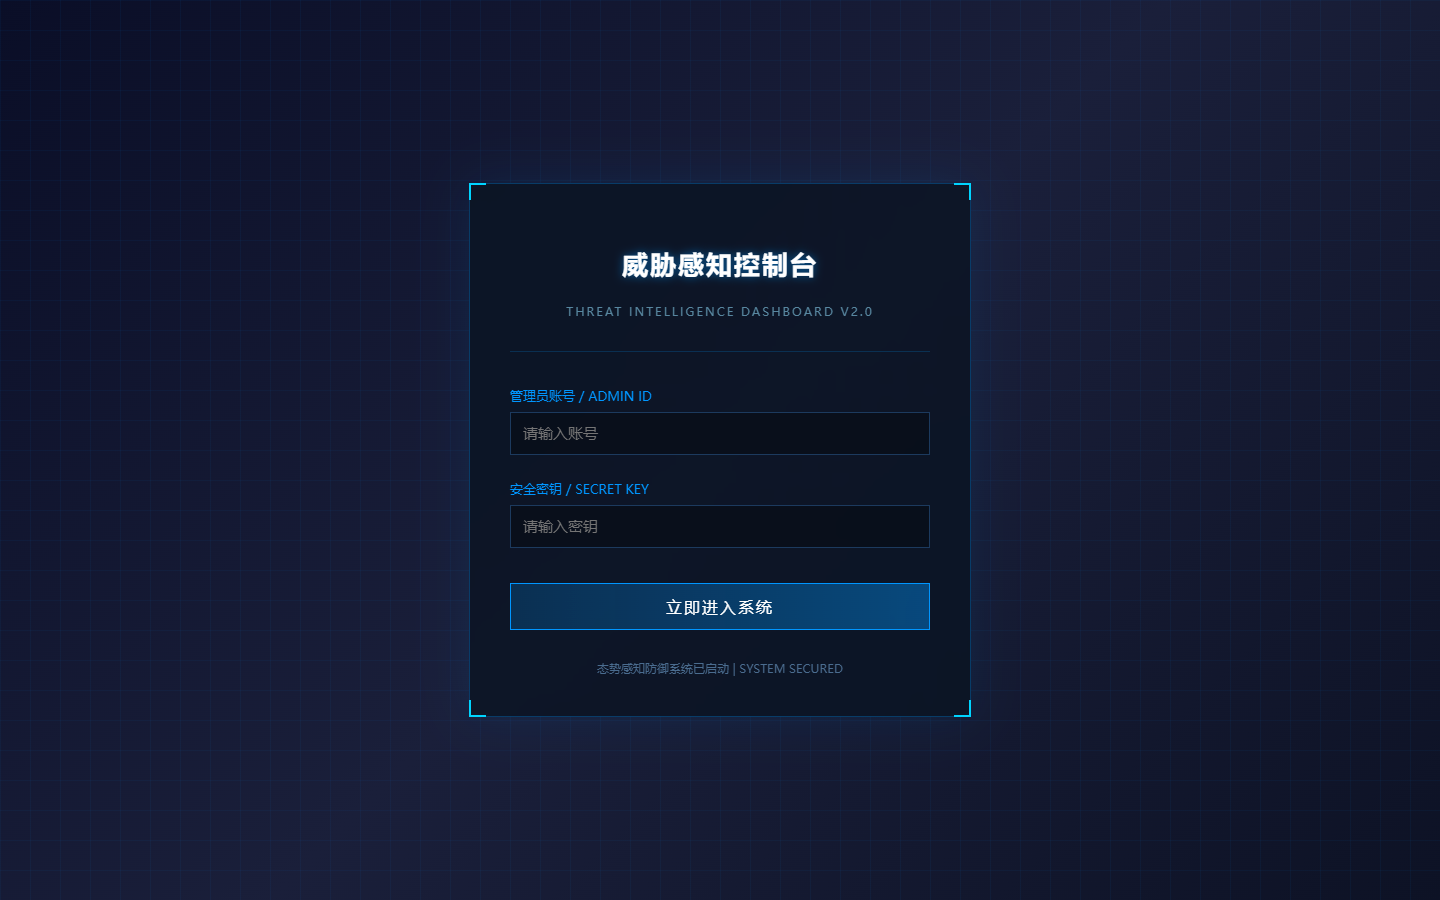 威胁感知控制台
THREAT INTELLIGENCE DASHBOARD V2.0
管理员账号 / ADMIN ID
请输入账号
安全密钥 / SECRET KEY
请输入密钥
立即进入系统
态势感知防御系统已启动 | SYSTEM SECURED